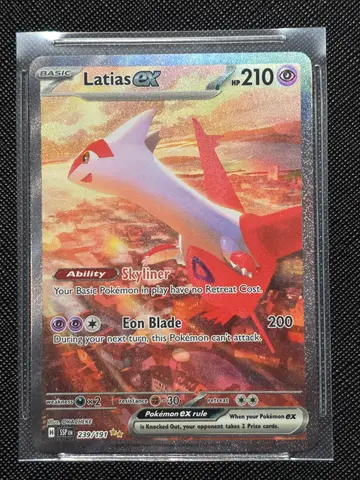 BASIC
Latias ex
HP 210
Ability Skyliner
Your Basic Pokémon in play have no Retreat Cost.
Eon Blade 200
During your next turn, this Pokémon can't attack.
weakness ×2 resistance -30 retreat
Pokémon ex rule
When your Pokémon ex
is Knocked Out, your opponent takes 2 Prize cards.
H SSP EN 239/191